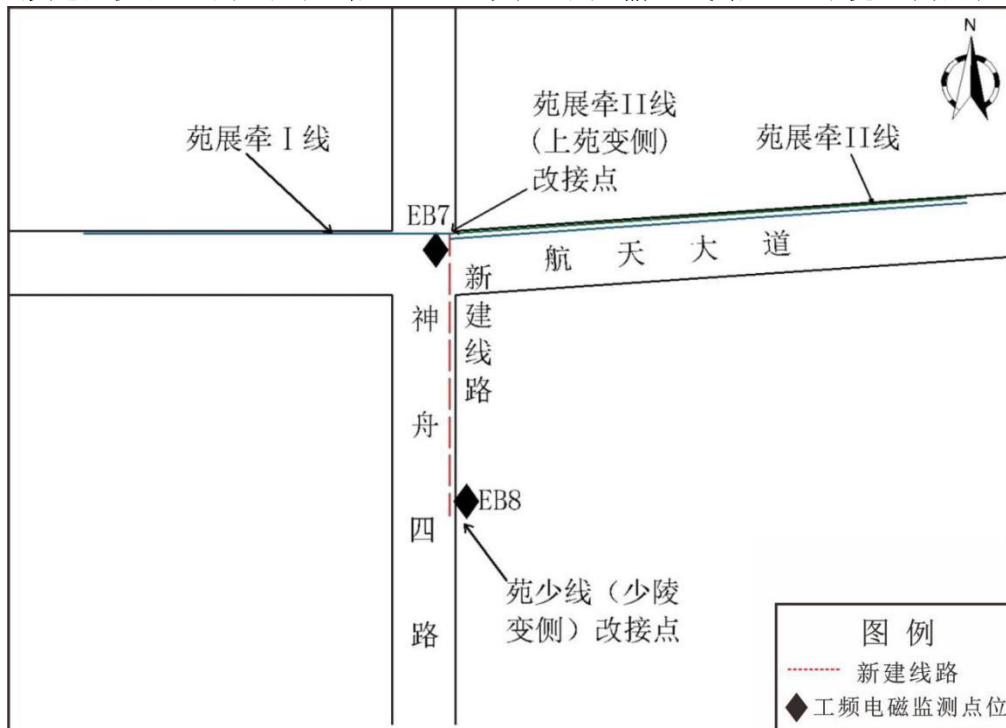 N
苑展牵II线
(上苑变侧)
改接点
苑展牵 I 线
苑展牵II线
EB7
航天大道
新建线路
神舟四路
EB8
苑少线（少陵
变侧）改接点
图 例
新建线路
工频电磁监测点位